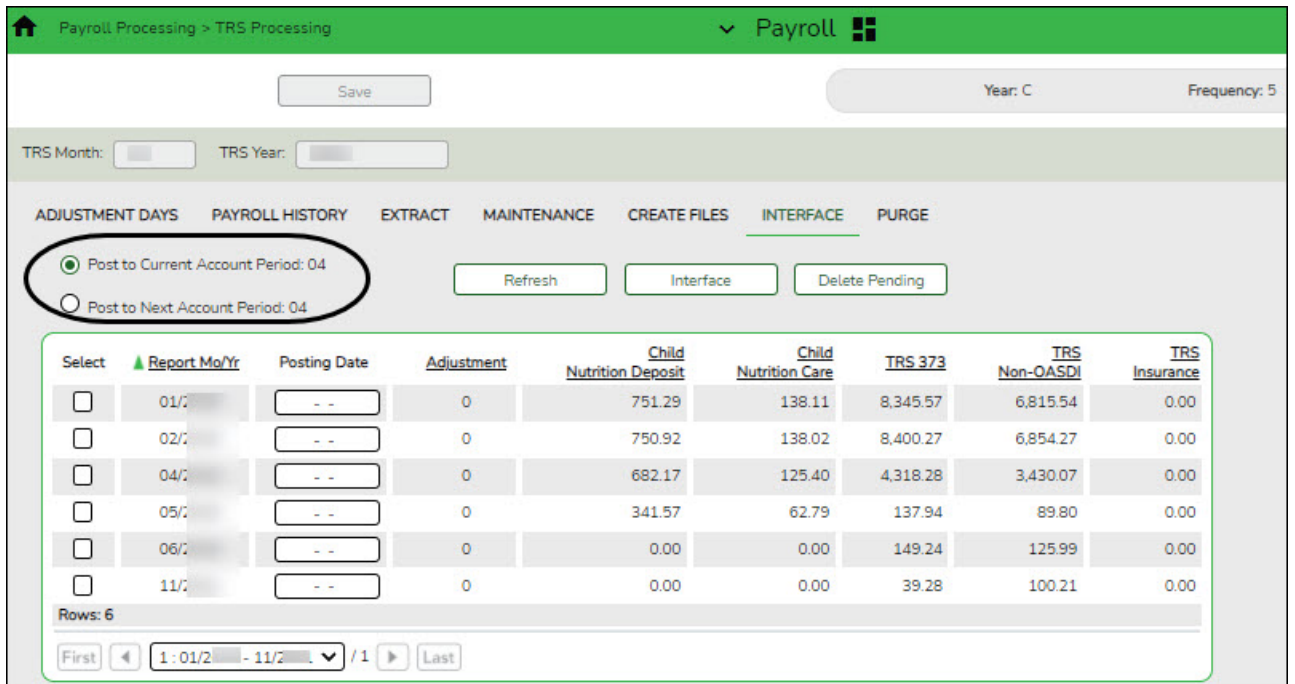 Payroll Processing > TRS Processing
Payroll
Save
Year: C
Frequency: 5
TRS Month:
TRS Year:
ADJUSTMENT DAYS PAYROLL HISTORY EXTRACT MAINTENANCE CREATE FILES INTERFACE PURGE
Post to Current Account Period: 04
Refresh Interface Delete Pending
Post to Next Account Period: 04
Select Report Mo/Yr Posting Date Adjustment Child Nutrition Deposit Child Nutrition Care TRS 373 TRS Non-OASDI TRS Insurance
01/2 - - 0 751.29 138.11 8,345.57 6,815.54 0.00
02/2 - - 0 750.92 138.02 8,400.27 6,854.27 0.00
04/2 - - 0 682.17 125.40 4,318.28 3,430.07 0.00
05/2 - - 0 341.57 62.79 137.94 89.80 0.00
06/2 - - 0 0.00 0.00 149.24 125.99 0.00
11/2 - - 0 0.00 0.00 39.28 100.21 0.00
Rows: 6
First 1 : 01/2 - 11/2 / 1 Last